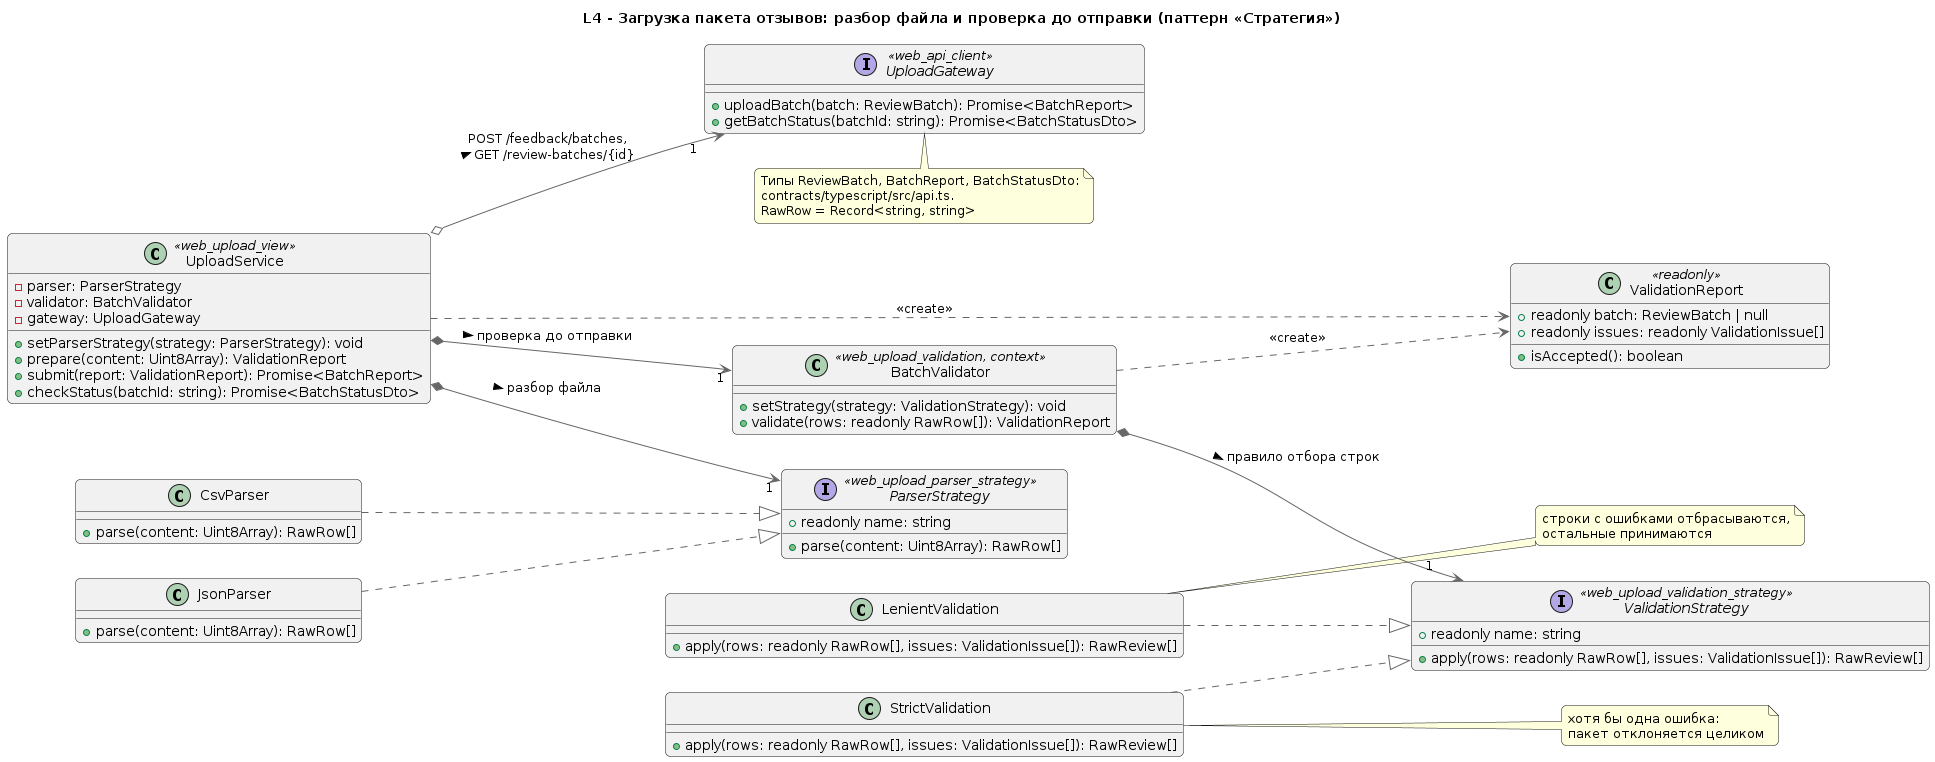 L4 - Загрузка пакета отзывов: разбор файла и проверка до отправки (паттерн «Стратегия»)
I
«web_api_client»
UploadGateway
uploadBatch(batch: ReviewBatch): Promise<BatchReport>
getBatchStatus(batchId: string): Promise<BatchStatusDto>
POST /feedback/batches,
GET /review-batches/{id}
1
Типы ReviewBatch, BatchReport, BatchStatusDto:
contracts/typescript/src/api.ts.
RawRow = Record<string, string>
C
«web_upload_view»
UploadService
parser: ParserStrategy
validator: BatchValidator
gateway: UploadGateway
setParserStrategy(strategy: ParserStrategy): void
prepare(content: Uint8Array): ValidationReport
submit(report: ValidationReport): Promise<BatchReport>
checkStatus(batchId: string): Promise<BatchStatusDto>
«create»
C
«readonly»
ValidationReport
readonly batch: ReviewBatch | null
readonly issues: readonly ValidationIssue[]
isAccepted(): boolean
проверка до отправки
1
C
«web_upload_validation, context»
BatchValidator
setStrategy(strategy: ValidationStrategy): void
validate(rows: readonly RawRow[]): ValidationReport
«create»
разбор файла
1
правило отбора строк
1
C
CsvParser
parse(content: Uint8Array): RawRow[]
I
«web_upload_parser_strategy»
ParserStrategy
readonly name: string
parse(content: Uint8Array): RawRow[]
C
JsonParser
parse(content: Uint8Array): RawRow[]
строки с ошибками отбрасываются,
остальные принимаются
C
LenientValidation
apply(rows: readonly RawRow[], issues: ValidationIssue[]): RawReview[]
I
«web_upload_validation_strategy»
ValidationStrategy
readonly name: string
apply(rows: readonly RawRow[], issues: ValidationIssue[]): RawReview[]
C
StrictValidation
apply(rows: readonly RawRow[], issues: ValidationIssue[]): RawReview[]
хотя бы одна ошибка:
пакет отклоняется целиком